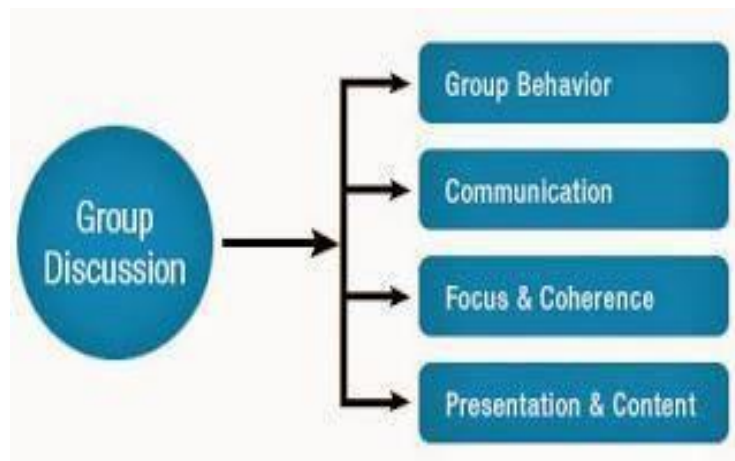 Group
Discussion
Group Behavior
Communication
Focus & Coherence
Presentation & Content